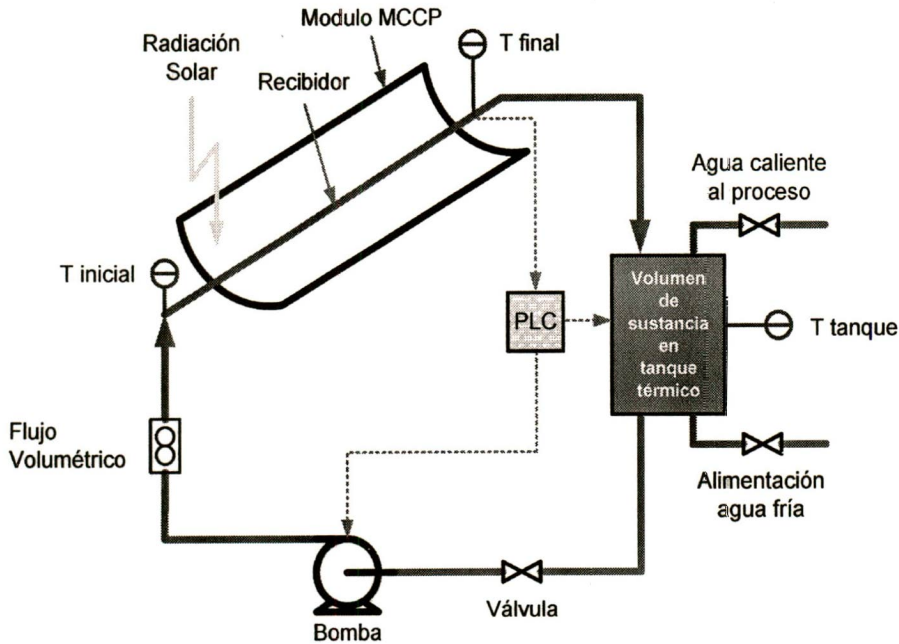 Modulo MCCP
Radiación
Solar
Recibidor
T final
Agua caliente
al proceso
T inicial
PLC
Volumen
de
sustancia
en
tanque
térmico
T tanque
Flujo
Volumétrico
Alimentación
agua fría
Válvula
Bomba